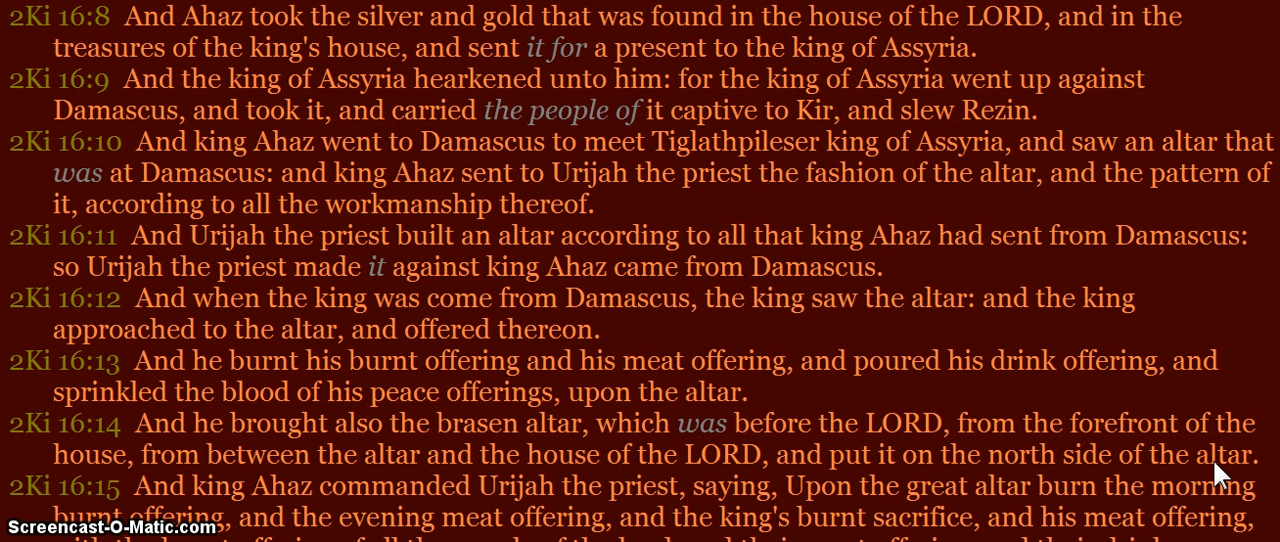 2Ki 16:8 And Ahaz took the silver and gold that was found in the house of the LORD, and in the
treasures of the king's house, and sent it for a present to the king of Assyria.
2Ki 16:9 And the king of Assyria hearkened unto him: for the king of Assyria went up against
Damascus, and took it, and carried the people of it captive to Kir, and slew Rezin.
2Ki 16:10 And king Ahaz went to Damascus to meet Tiglathpileser king of Assyria, and saw an altar that
was at Damascus: and king Ahaz sent to Urijah the priest the fashion of the altar, and the pattern of
it, according to all the workmanship thereof.
2Ki 16:11 And Urijah the priest built an altar according to all that king Ahaz had sent from Damascus:
so Urijah the priest made it against king Ahaz came from Damascus.
2Ki 16:12 And when the king was come from Damascus, the king saw the altar: and the king
approached to the altar, and offered thereon.
2Ki 16:13 And he burnt his burnt offering and his meat offering, and poured his drink offering, and
sprinkled the blood of his peace offerings, upon the altar.
2Ki 16:14 And he brought also the brasen altar, which was before the LORD, from the forefront of the
house, from between the altar and the house of the LORD, and put it on the north side of the altar.
2Ki 16:15 And king Ahaz commanded Urijah the priest, saying, Upon the great altar burn the morning
burnt offering, and the evening meat offering, and the king's burnt sacrifice, and his meat offering,
Screencast-O-Matic.com